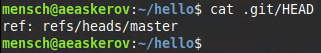 mensch@aeaskerov:~/hello$ cat .git/HEAD
ref: refs/heads/master
mensch@aeaskerov:~/hello$